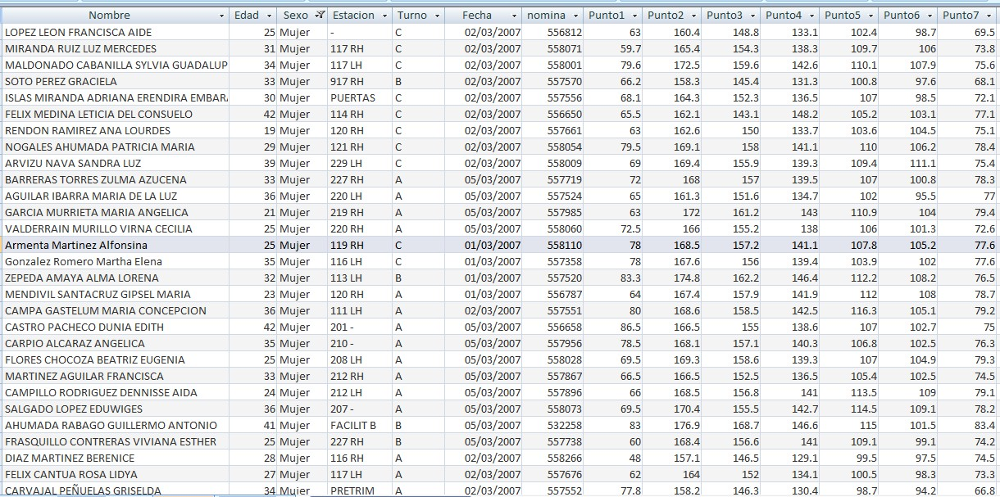 Nombre Edad Sexo Estacion Turno Fecha nomina Punto1 Punto2 Punto3 Punto4 Punto5 Punto6 Punto7
LOPEZ LEON FRANCISCA AIDE 25 Mujer - C 02/03/2007 556812 63 160.4 148.8 133.1 102.4 98.7 69.5
MIRANDA RUIZ LUZ MERCEDES 31 Mujer 117 RH C 02/03/2007 558071 59.7 165.4 154.3 138.3 109.7 106 73.8
MALDONADO CABANILLA SYLVIA GUADALUP 34 Mujer 117 LH C 02/03/2007 558001 79.6 172.5 159.6 142.6 110.1 107.9 75.6
SOTO PEREZ GRACIELA 33 Mujer 917 RH B 02/03/2007 557570 66.2 158.3 145.4 131.3 100.8 97.6 68.1
ISLAS MIRANDA ADRIANA ERENDIRA EMBARA 30 Mujer PUERTAS C 02/03/2007 557556 68.1 164.3 152.3 136.5 107 98.5 72.1
FELIX MEDINA LETICIA DEL CONSUELO 42 Mujer 114 RH C 02/03/2007 556650 65.5 162.1 143.1 148.2 105.2 103.1 77.1
RENDON RAMIREZ ANA LOURDES 19 Mujer 120 RH C 02/03/2007 557661 63 162.6 150 133.7 103.6 104.5 75.1
NOGALES AHUMADA PATRICIA MARIA 29 Mujer 121 RH C 02/03/2007 558054 79.5 169.1 158 141.1 110 106.2 78.4
ARVIZU NAVA SANDRA LUZ 39 Mujer 229 LH C 02/03/2007 558009 69 169.4 155.9 139.3 109.4 111.1 75.4
BARRERAS TORRES ZULMA AZUCENA 33 Mujer 227 RH A 05/03/2007 557719 72 168 157 139.5 107 100.8 78.3
AGUILAR IBARRA MARIA DE LA LUZ 36 Mujer 220 LH A 05/03/2007 557524 65 161.3 151.6 134.7 102 95.5 77
GARCIA MURRIETA MARIA ANGELICA 21 Mujer 219 RH A 05/03/2007 557985 63 172 161.2 143 110.9 104 79.4
VALDERRAIN MURILLO VIRNA CECILIA 25 Mujer 220 RH A 05/03/2007 558060 72.5 166 155.2 138 106 101.3 72.6
Armenta Martinez Alfonsina 25 Mujer 119 RH C 01/03/2007 558110 78 168.5 157.2 141.1 107.8 105.2 77.6
Gonzalez Romero Martha Elena 35 Mujer 116 LH C 01/03/2007 557358 78 167.6 156 139.4 103.9 102 77.6
ZEPEDA AMAYA ALMA LORENA 32 Mujer 113 LH B 01/03/2007 557520 83.3 174.8 162.2 146.4 112.2 108.2 76.5
MENDIVIL SANTACRUZ GIPSEL MARIA 23 Mujer 120 RH A 01/03/2007 556787 64 167.4 157.9 141.9 112 108 78.7
CAMPA GASTELUM MARIA CONCEPCION 36 Mujer 111 LH A 02/03/2007 557551 80 168.6 158.5 142.5 116.3 105.1 79.2
CASTRO PACHECO DUNIA EDITH 42 Mujer 201 - A 05/03/2007 556658 86.5 166.5 155 138.6 107 102.7 75
CARPIO ALCARAZ ANGELICA 35 Mujer 210 - A 05/03/2007 557956 78.5 168.1 157.1 140.3 106.8 102.5 76.3
FLORES CHOCOZA BEATRIZ EUGENIA 25 Mujer 208 LH A 05/03/2007 558028 69.5 169.3 158.6 139.3 107 104.9 79.3
MARTINEZ AGUILAR FRANCISCA 33 Mujer 212 RH A 05/03/2007 557867 66.5 166.5 152.5 136.5 105.4 102.5 74.5
CAMPILLO RODRIGUEZ DENNISSE AIDA 24 Mujer 212 LH A 05/03/2007 557896 66 168.5 156.8 141 113.5 109 79.1
SALGADO LOPEZ EDUWIGES 36 Mujer 207 - A 05/03/2007 558073 69.5 170.4 155.5 142.7 114.5 109.1 78.2
AHUMADA RABAGO GUILLERMO ANTONIO 41 Mujer FACILIT B B 05/03/2007 532258 83 176.9 168.7 146.6 115 101.5 83.4
FRASQUILLO CONTRERAS VIVIANA ESTHER 25 Mujer 227 RH B 05/03/2007 557738 60 168.4 156.6 141 109.1 99.1 74.2
DIAZ MARTINEZ BERENICE 28 Mujer 116 RH A 02/03/2007 558266 48 157.1 146.5 129.1 99.5 97.5 74.5
FELIX CANTUA ROSA LIDYA 27 Mujer 117 LH A 02/03/2007 557676 62 164 152 134.1 100.5 98.3 73.3
CARVAJAL PEÑUELAS GRISELDA 34 Mujer PRETRIM A 02/03/2007 557552 77.8 158.2 146.3 130.4 98.7 94.2 66.8